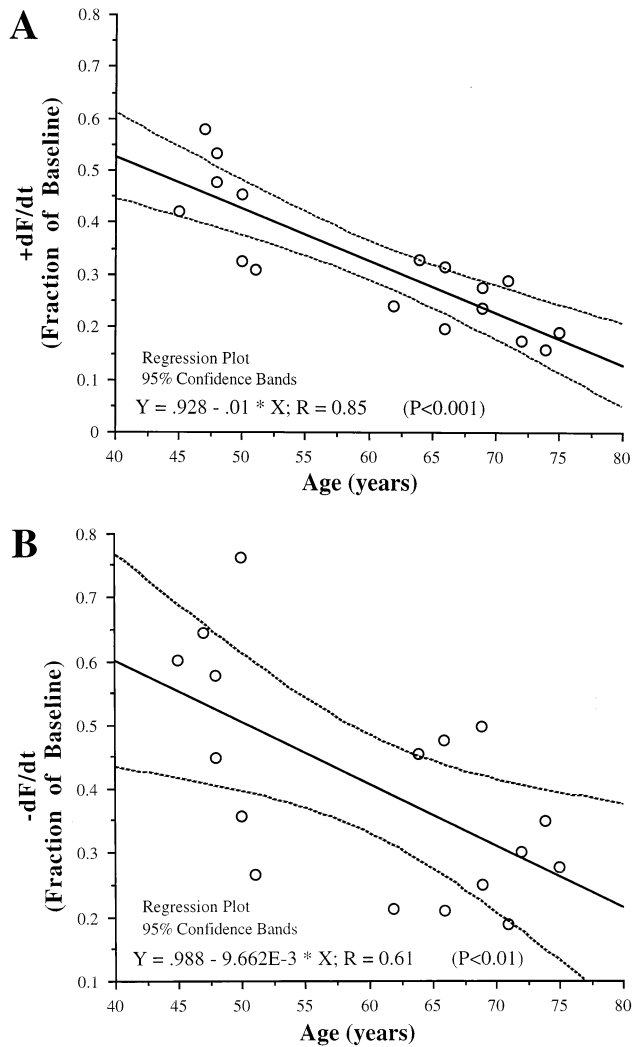 A
0.8
0.7
0.6
0.5
0.4
0.3
0.2
0.1
0
+dF/dt
(Fraction of Baseline)
Regression Plot
95% Confidence Bands
Y = .928 - .01 * X; R = 0.85 (P<0.001)
40 45 50 55 60 65 70 75 80
Age (years)
B
0.8
0.7
0.6
0.5
0.4
0.3
0.2
0.1
-dF/dt
(Fraction of Baseline)
Regression Plot
95% Confidence Bands
Y = .988 - 9.662E-3 * X; R = 0.61 (P<0.01)
40 45 50 55 60 65 70 75 80
Age (years)